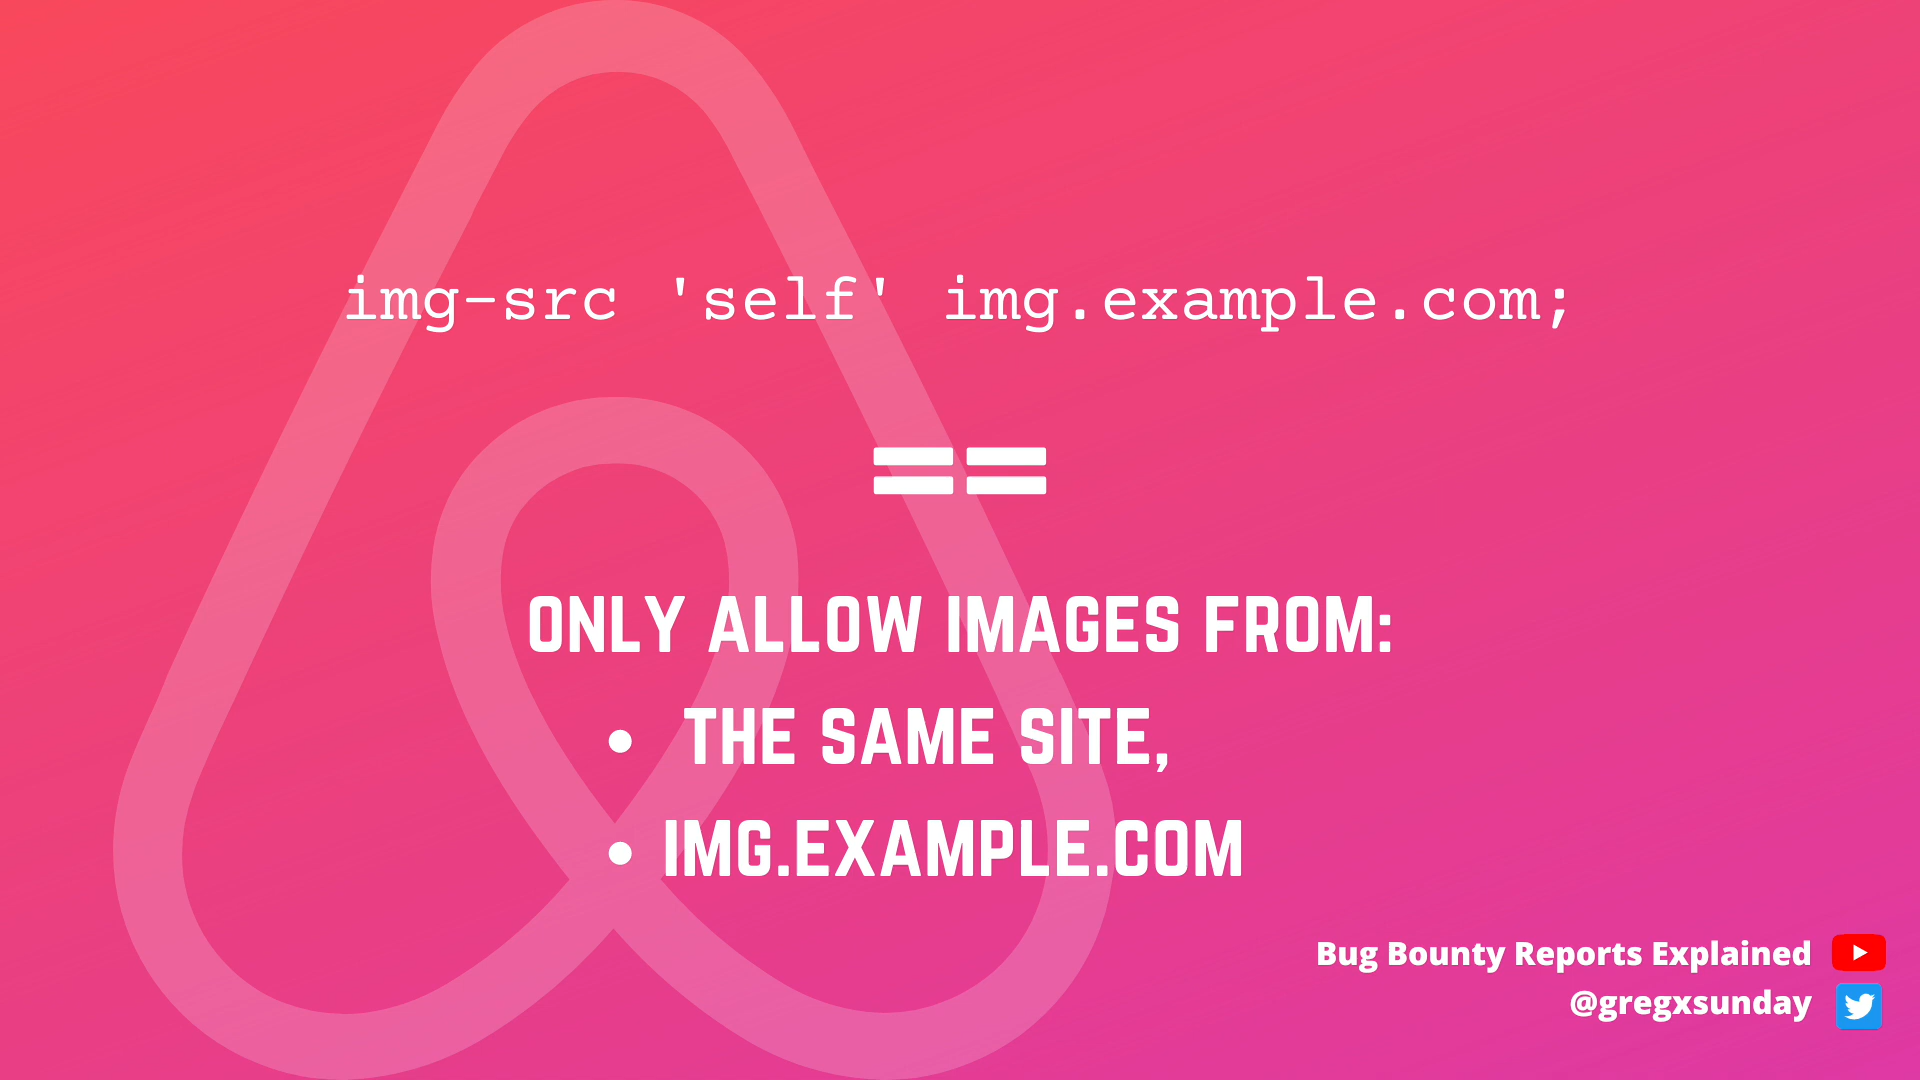 img-src 'self' img.example.com;
==
ONLY ALLOW IMAGES FROM:
• THE SAME SITE,
• IMG.EXAMPLE.COM
Bug Bounty Reports Explained
@gregxsunday